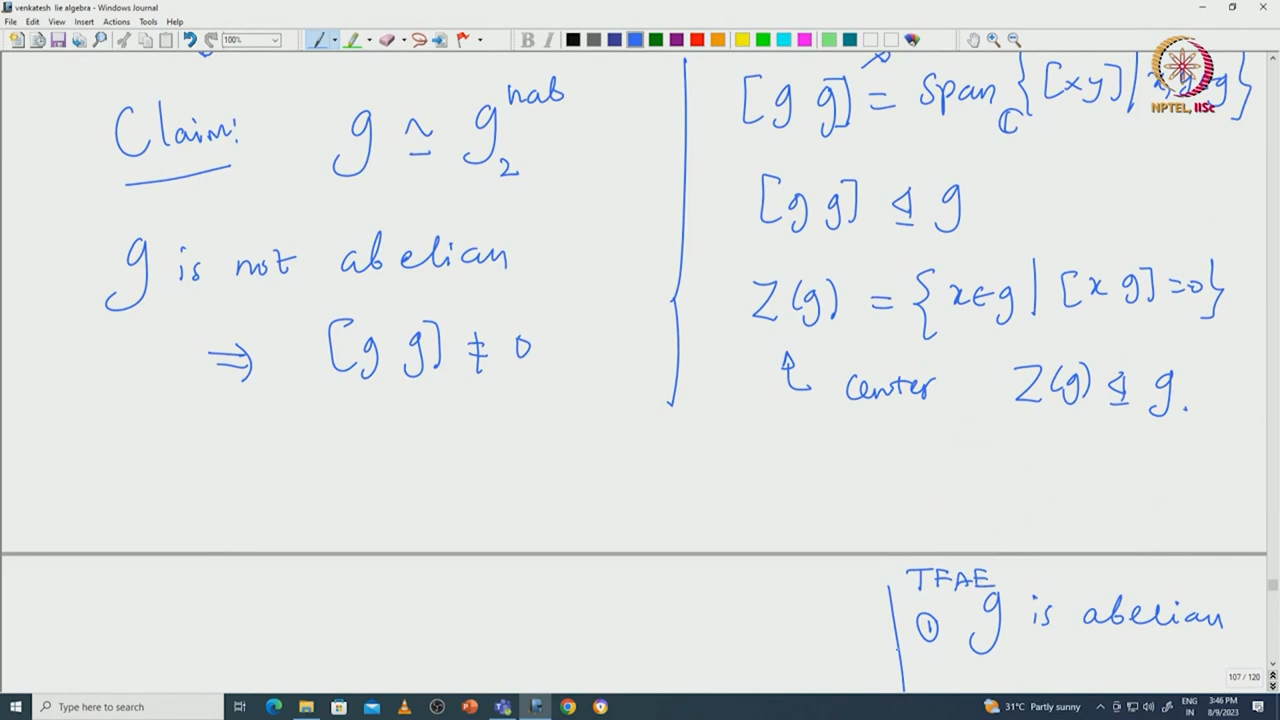 venkatesh lie algebra - Windows Journal
File Edit View Insert Actions Tools Help
100%
B I
Claim: g ≃ g₂^nab
g is not abelian
⇒ [g g] ≠ 0
[g g] = Span_ℂ {[xy] | x, y ∈ g}
[g g] ⊴ g
Z(g) = {x ∈ g | [x g] = 0}
↑ center Z(g) ⊴ g.
NPTEL, IISc
TFAE
① g is abelian
107 / 120
Type here to search
31°C Partly sunny
ENG
IN
3:46 PM
8/9/2023